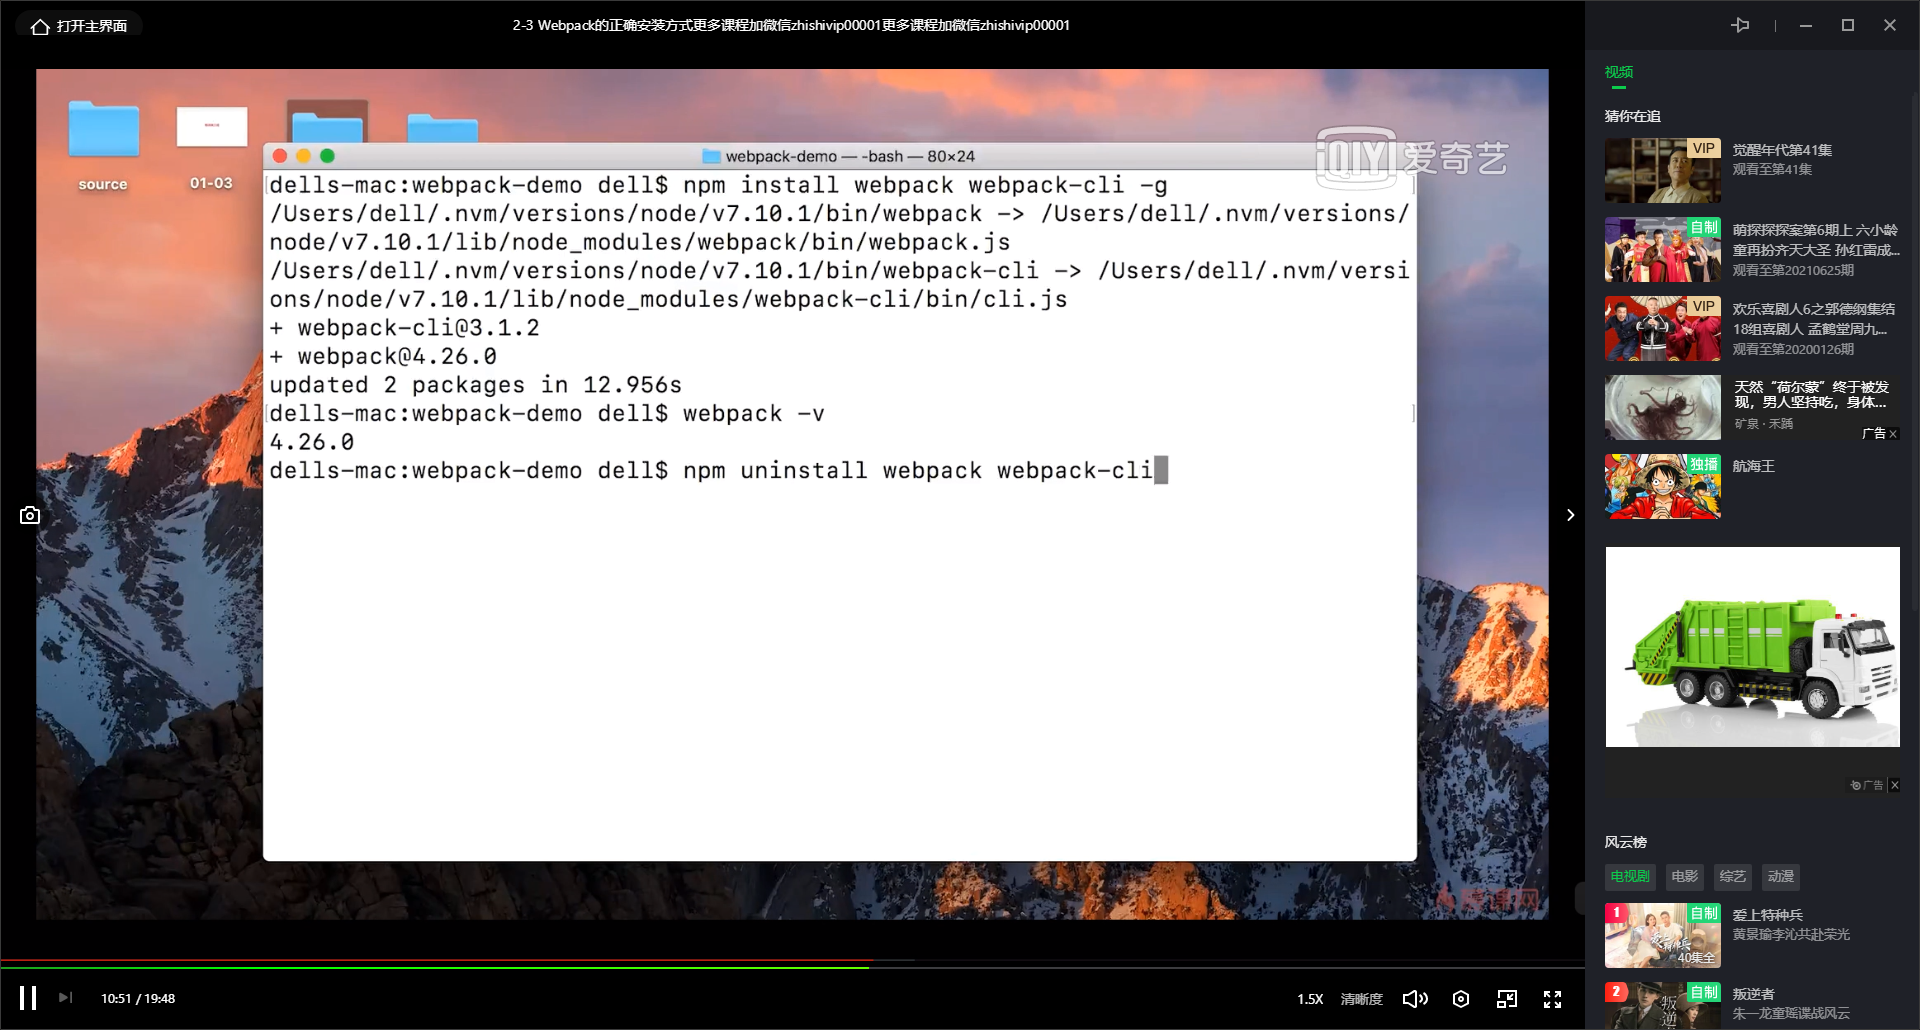 打开主界面
2-3 Webpack的正确安装方式更多课程加微信zhishivip00001更多课程加微信zhishivip00001
source
01-03
webpack-demo — -bash — 80×24
iQIYI 爱奇艺
dells-mac:webpack-demo dell$ npm install webpack webpack-cli -g
/Users/dell/.nvm/versions/node/v7.10.1/bin/webpack -> /Users/dell/.nvm/versions/
node/v7.10.1/lib/node_modules/webpack/bin/webpack.js
/Users/dell/.nvm/versions/node/v7.10.1/bin/webpack-cli -> /Users/dell/.nvm/versi
ons/node/v7.10.1/lib/node_modules/webpack-cli/bin/cli.js
+ webpack-cli@3.1.2
+ webpack@4.26.0
updated 2 packages in 12.956s
dells-mac:webpack-demo dell$ webpack -v
4.26.0
dells-mac:webpack-demo dell$ npm uninstall webpack webpack-cli
慕课网
10:51 / 19:48
1.5X
清晰度
视频
猜你在追
VIP
觉醒年代第41集
观看至第41集
自制
萌探探探案第6期上 六小龄
童再扮齐天大圣 孙红雷成...
观看至第20210625期
VIP
欢乐喜剧人6之郭德纲集结
18组喜剧人 孟鹤堂周九...
观看至第20200126期
天然“荷尔蒙”终于被发
现，男人坚持吃，身体...
矿泉 · 禾踊
广告
独播
航海王
广告
风云榜
电视剧
电影
综艺
动漫
1
自制
40集全
爱上特种兵
黄景瑜李沁共赴荣光
2
自制
叛逆者
叛逆者
朱一龙童瑶谍战风云